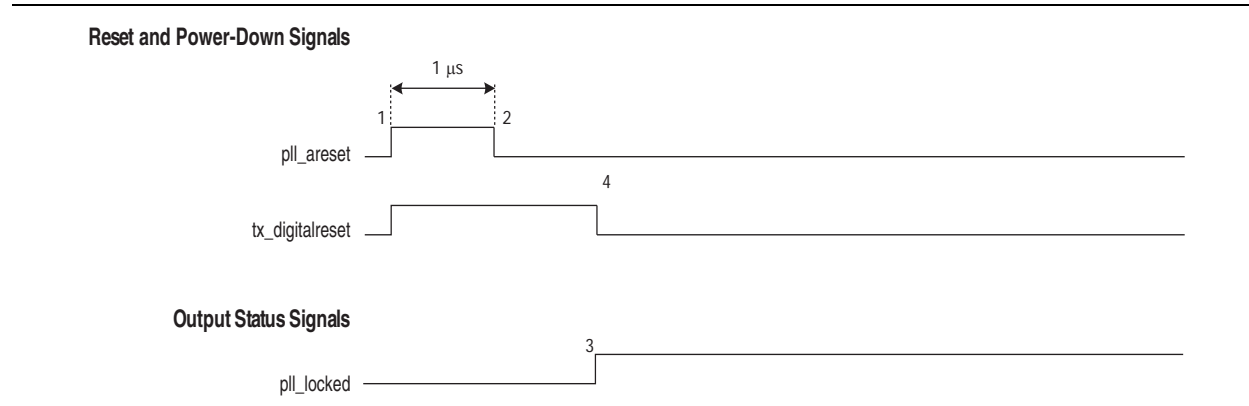 Reset and Power-Down Signals
1 μs
1
2
pll_areset
4
tx_digitalreset
Output Status Signals
3
pll_locked